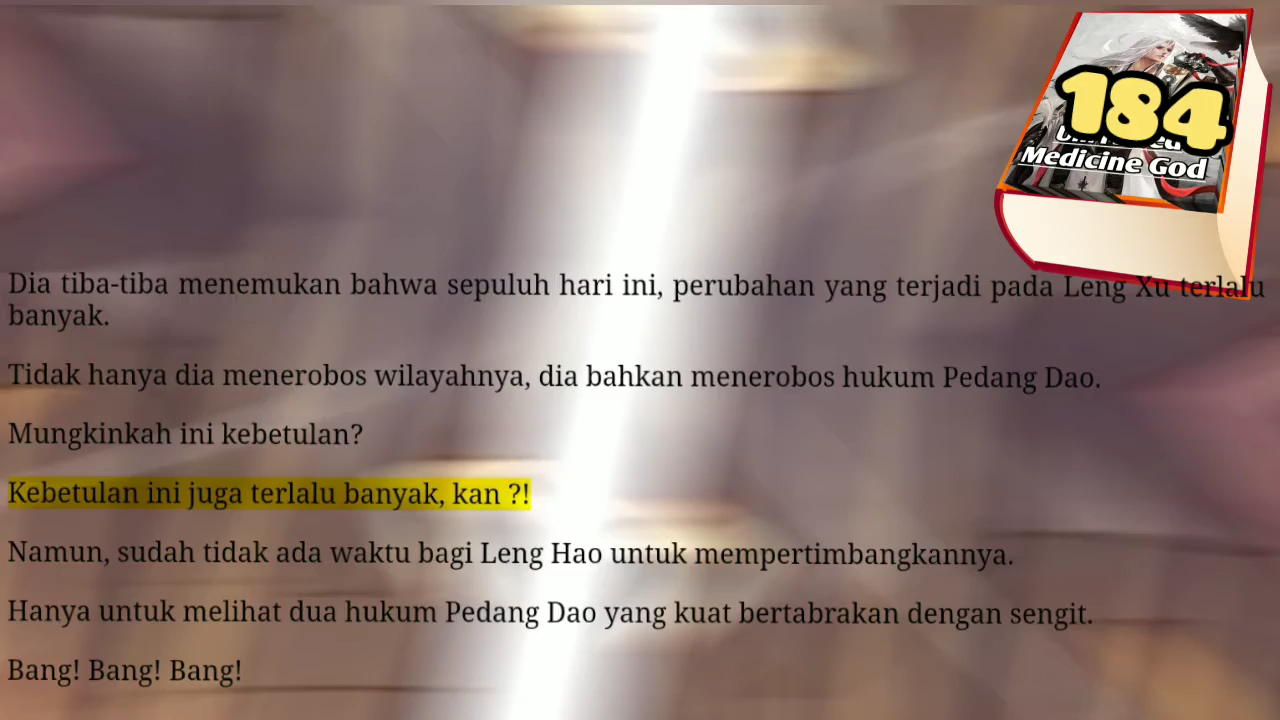 184
Medicine God
Dia tiba-tiba menemukan bahwa sepuluh hari ini, perubahan yang terjadi pada Leng Xu terlalu
banyak.
Tidak hanya dia menerobos wilayahnya, dia bahkan menerobos hukum Pedang Dao.
Mungkinkah ini kebetulan?
Kebetulan ini juga terlalu banyak, kan ?!
Namun, sudah tidak ada waktu bagi Leng Hao untuk mempertimbangkannya.
Hanya untuk melihat dua hukum Pedang Dao yang kuat bertabrakan dengan sengit.
Bang! Bang! Bang!